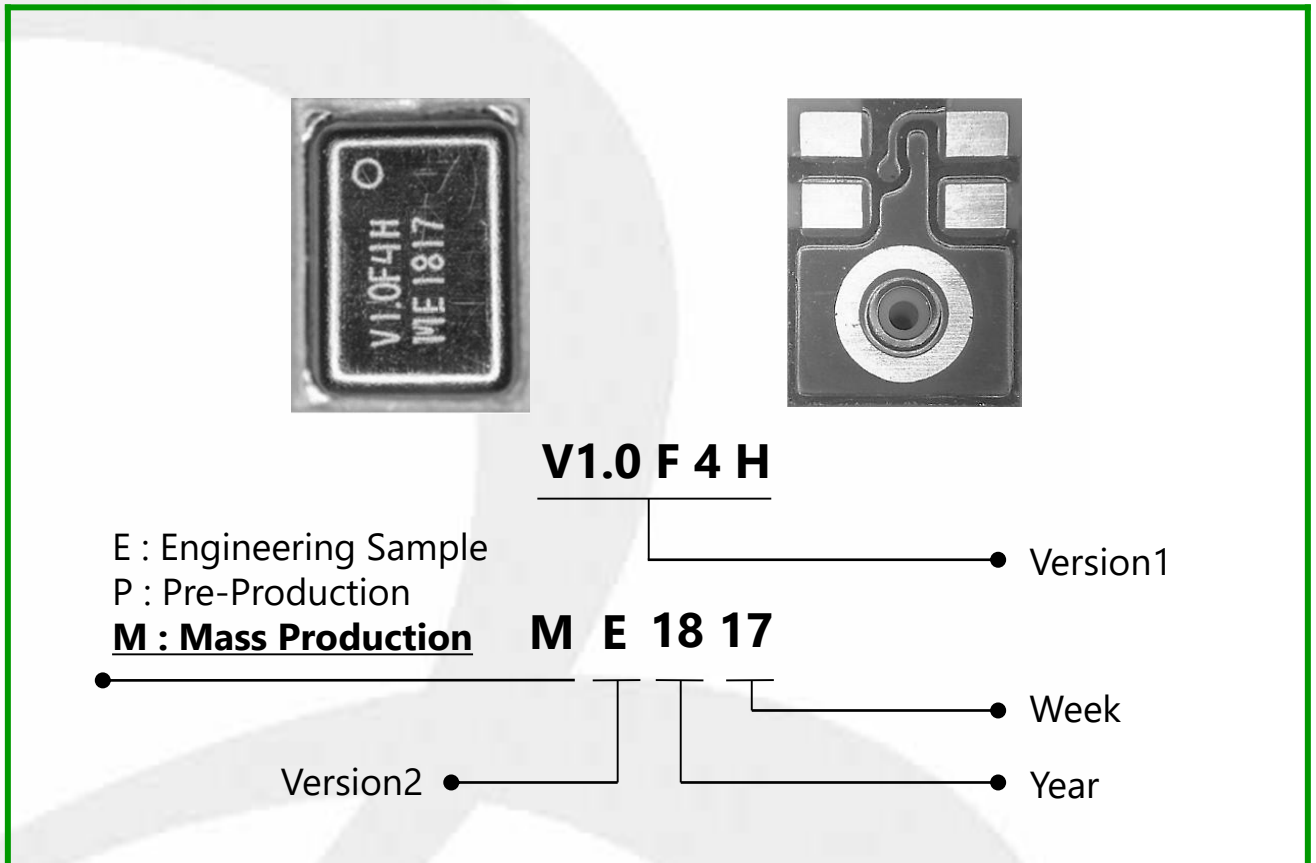 V1.0F4H
ME1817
V1.0 F 4 H
E : Engineering Sample
P : Pre-Production
M : Mass Production
M E 18 17
Version1
Week
Version2
Year